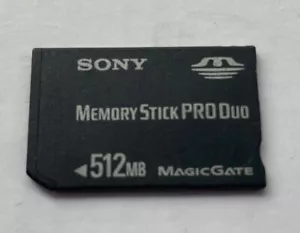 SONY
MEMORY STICK PRO DUO
◄512MB MAGICGATE